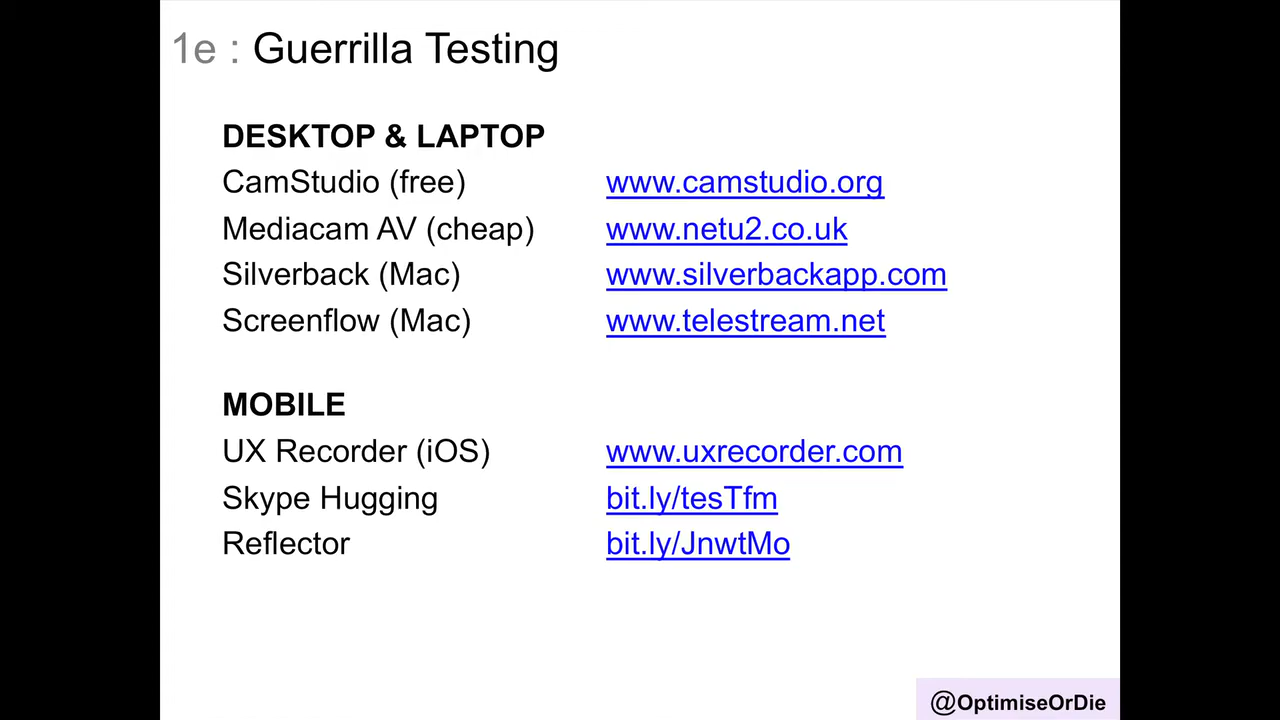 1e : Guerrilla Testing
DESKTOP & LAPTOP
CamStudio (free) www.camstudio.org
Mediacam AV (cheap) www.netu2.co.uk
Silverback (Mac) www.silverbackapp.com
Screenflow (Mac) www.telestream.net
MOBILE
UX Recorder (iOS) www.uxrecorder.com
Skype Hugging bit.ly/tesTfm
Reflector bit.ly/JnwtMo
@OptimiseOrDie